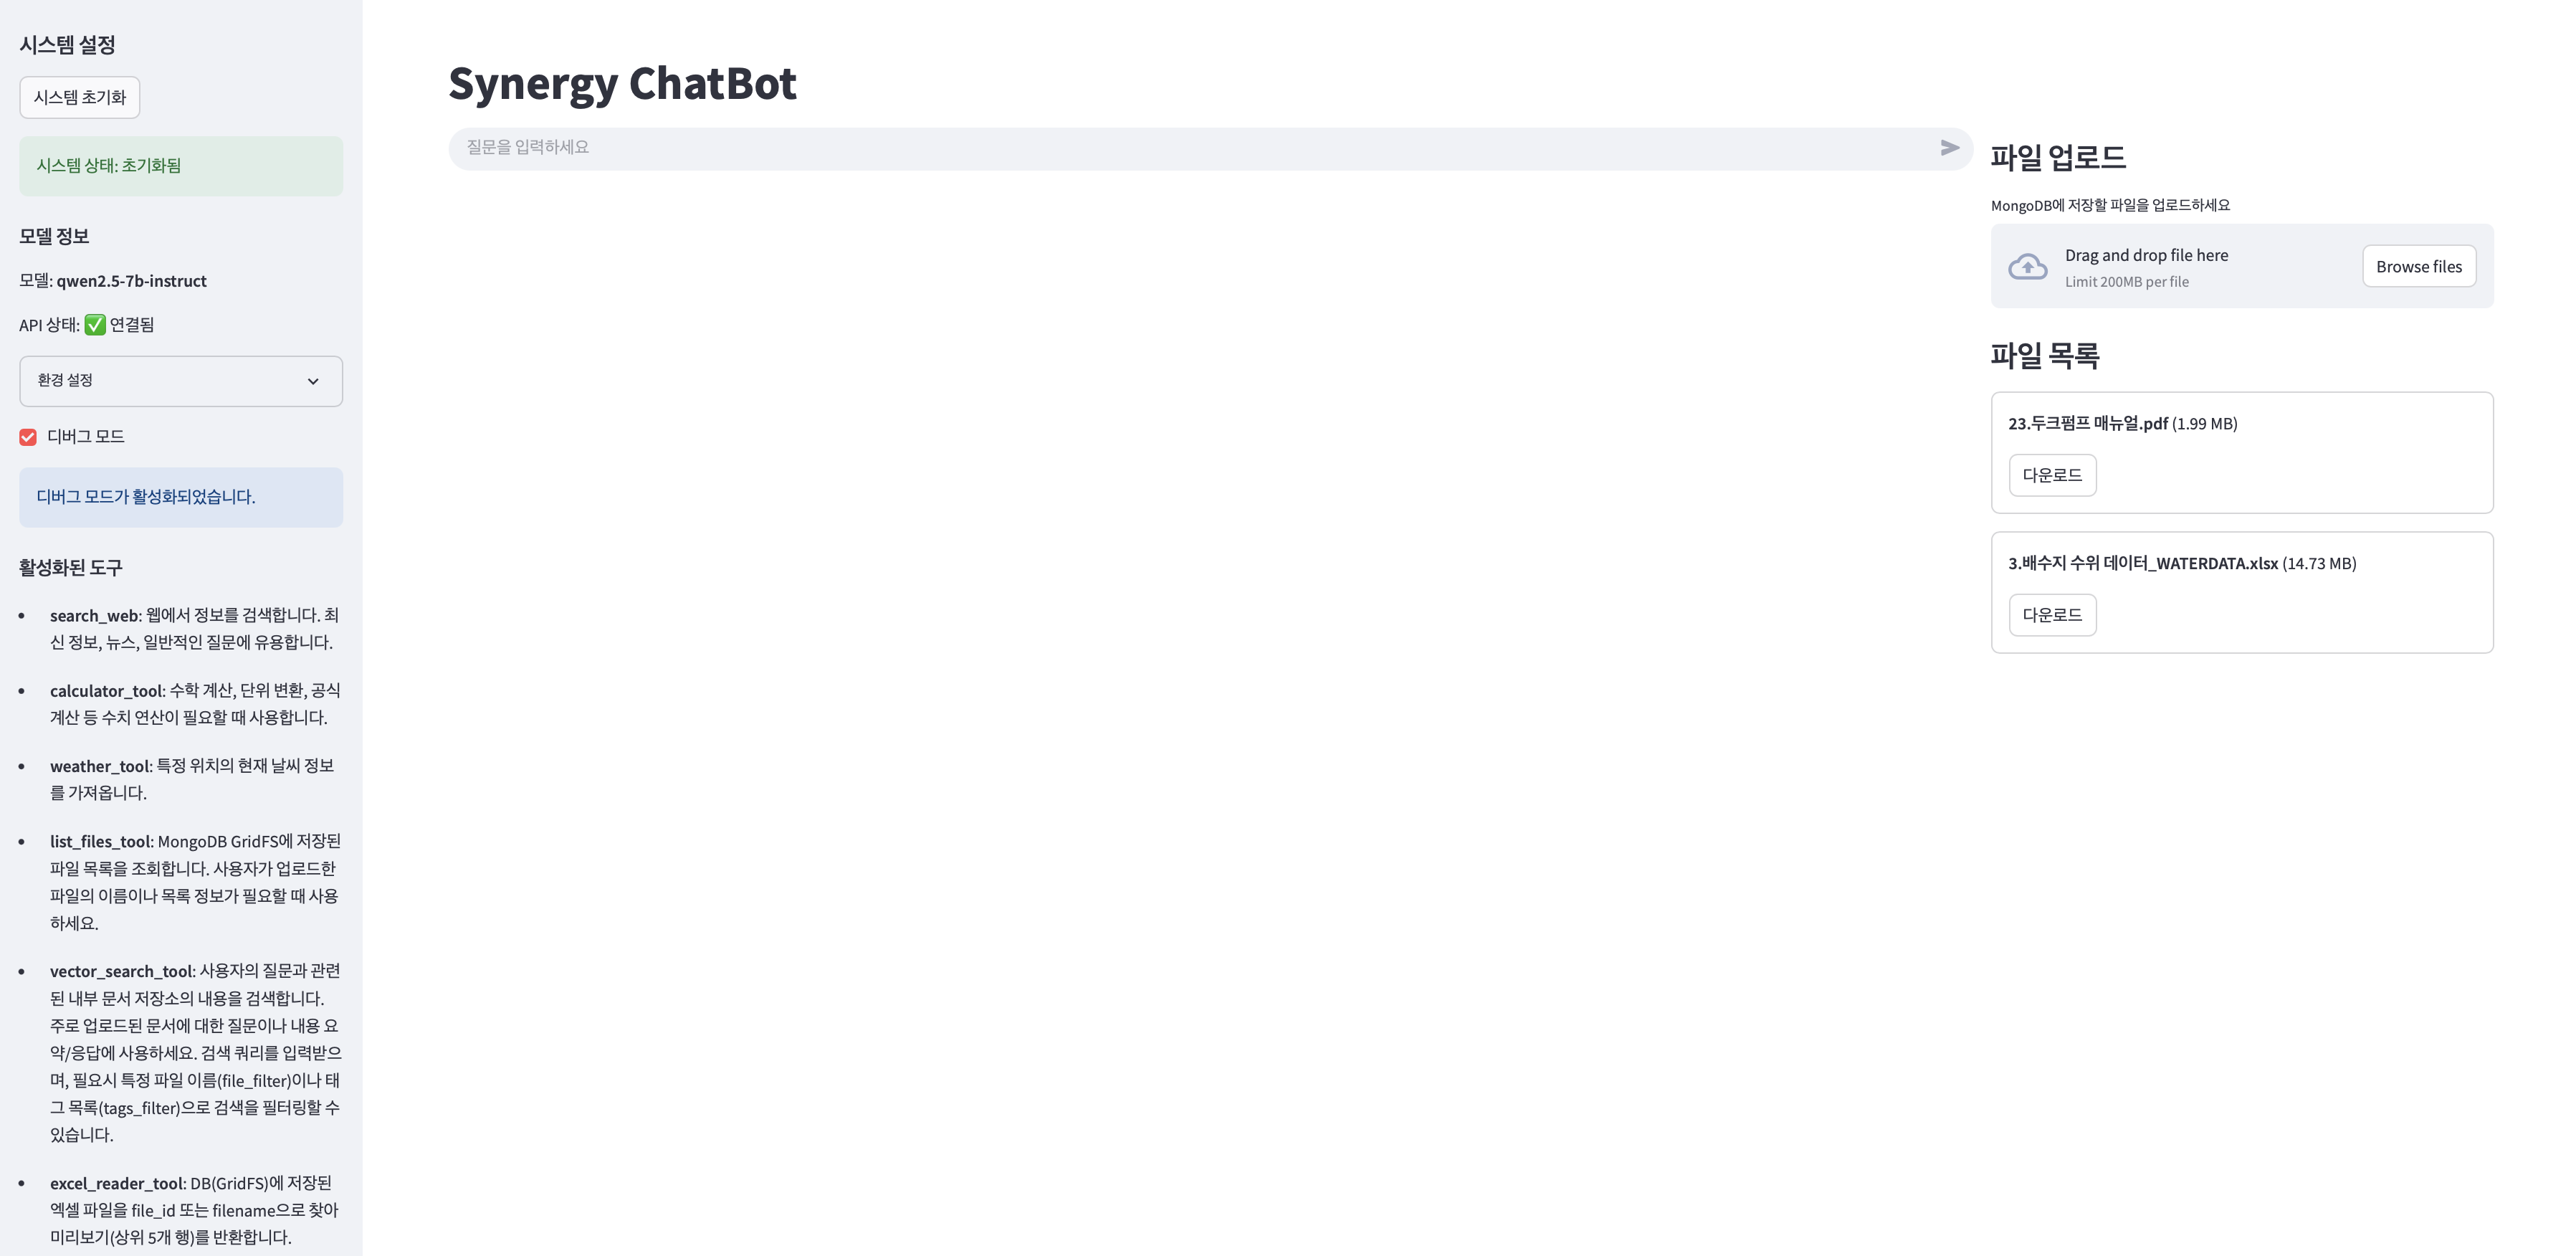 시스템 설정
시스템 초기화
시스템 상태: 초기화됨
모델 정보
모델: qwen2.5-7b-instruct
API 상태: ✅ 연결됨
환경 설정
디버그 모드
디버그 모드가 활성화되었습니다.
활성화된 도구
• search_web: 웹에서 정보를 검색합니다. 최
신 정보, 뉴스, 일반적인 질문에 유용합니다.
• calculator_tool: 수학 계산, 단위 변환, 공식
계산 등 수치 연산이 필요할 때 사용합니다.
• weather_tool: 특정 위치의 현재 날씨 정보
를 가져옵니다.
• list_files_tool: MongoDB GridFS에 저장된
파일 목록을 조회합니다. 사용자가 업로드한
파일의 이름이나 목록 정보가 필요할 때 사용
하세요.
• vector_search_tool: 사용자의 질문과 관련
된 내부 문서 저장소의 내용을 검색합니다.
주로 업로드된 문서에 대한 질문이나 내용 요
약/응답에 사용하세요. 검색 쿼리를 입력받으
며, 필요시 특정 파일 이름(file_filter)이나 태
그 목록(tags_filter)으로 검색을 필터링할 수
있습니다.
• excel_reader_tool: DB(GridFS)에 저장된
엑셀 파일을 file_id 또는 filename으로 찾아
미리보기(상위 5개 행)를 반환합니다.
Synergy ChatBot
질문을 입력하세요
파일 업로드
MongoDB에 저장할 파일을 업로드하세요
Drag and drop file here
Limit 200MB per file
Browse files
파일 목록
23.두크펌프 매뉴얼.pdf (1.99 MB)
다운로드
3.배수지 수위 데이터_WATERDATA.xlsx (14.73 MB)
다운로드